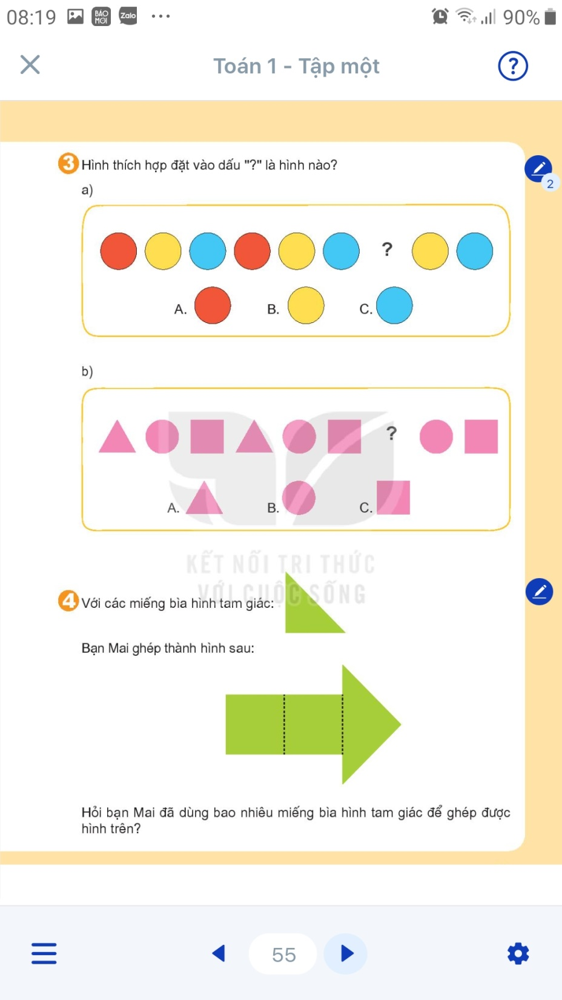 08:19 BÁO MỚI Zalo 90%
Toán 1 - Tập một
?
3 Hình thích hợp đặt vào dấu "?" là hình nào?
2
a)
?
A. B. C.
b)
?
A. B. C.
KẾT NỐI TRI THỨC
VỚI CUỘC SỐNG
4 Với các miếng bìa hình tam giác:
Bạn Mai ghép thành hình sau:
Hỏi bạn Mai đã dùng bao nhiêu miếng bìa hình tam giác để ghép được
hình trên?
55